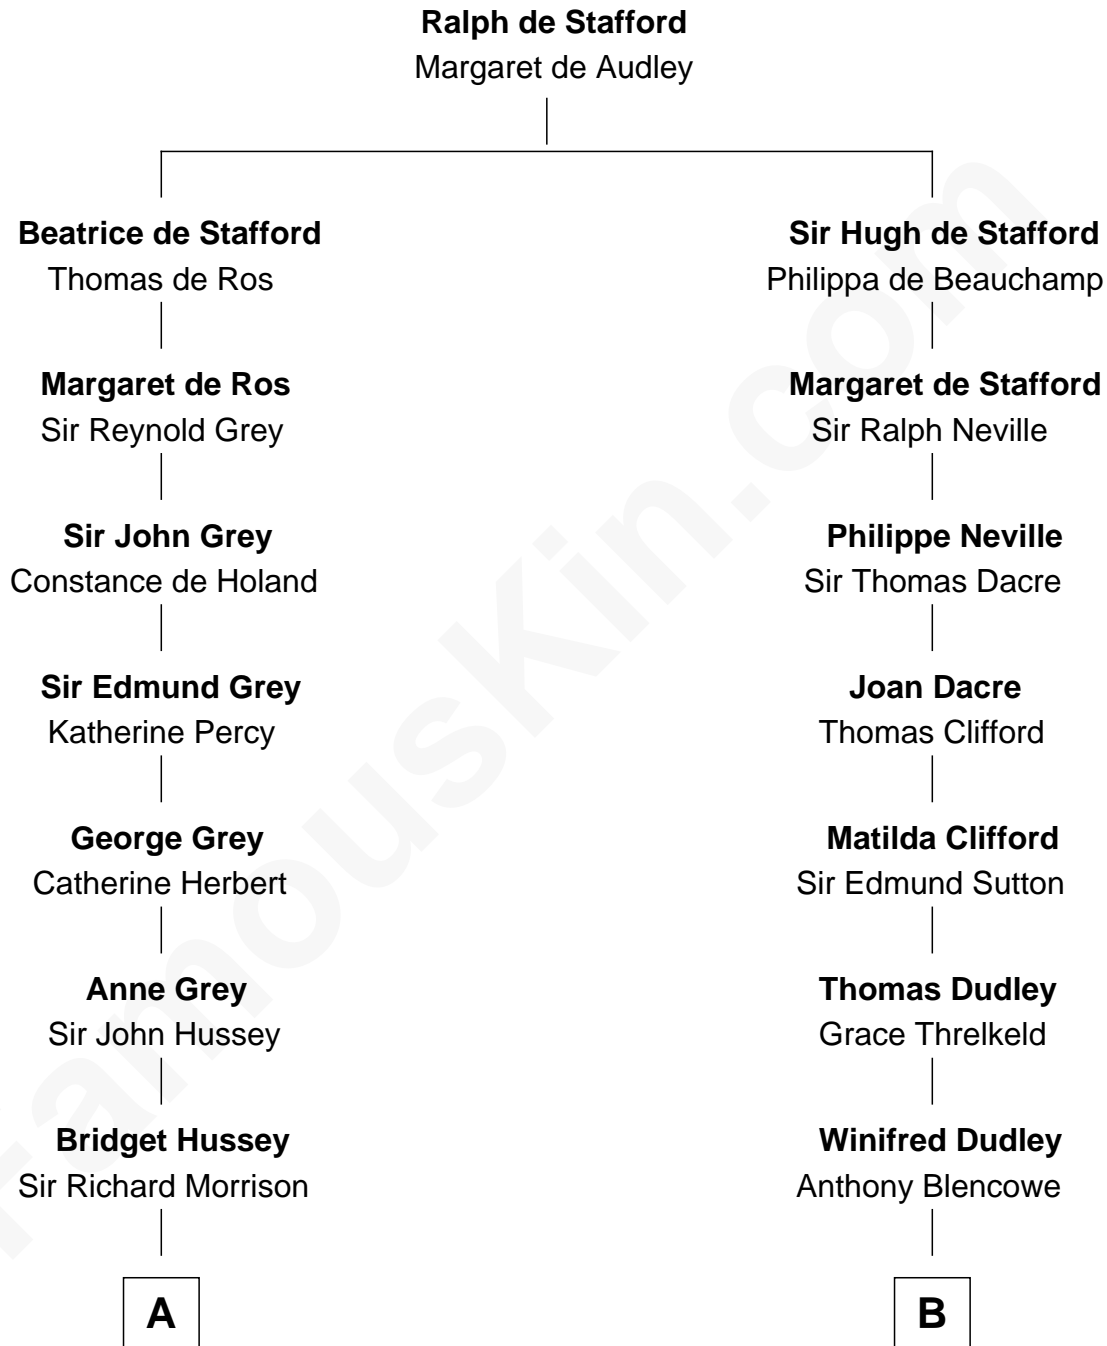 Ralph de Stafford
Margaret de Audley
Beatrice de Stafford
Thomas de Ros
Sir Hugh de Stafford
Philippa de Beauchamp
Margaret de Ros
Sir Reynold Grey
Margaret de Stafford
Sir Ralph Neville
Sir John Grey
Constance de Holand
Philippe Neville
Sir Thomas Dacre
Sir Edmund Grey
Katherine Percy
Joan Dacre
Thomas Clifford
George Grey
Catherine Herbert
Matilda Clifford
Sir Edmund Sutton
Anne Grey
Sir John Hussey
Thomas Dudley
Grace Threlkeld
Bridget Hussey
Sir Richard Morrison
Winifred Dudley
Anthony Blencowe
A
B
FamousKin.com